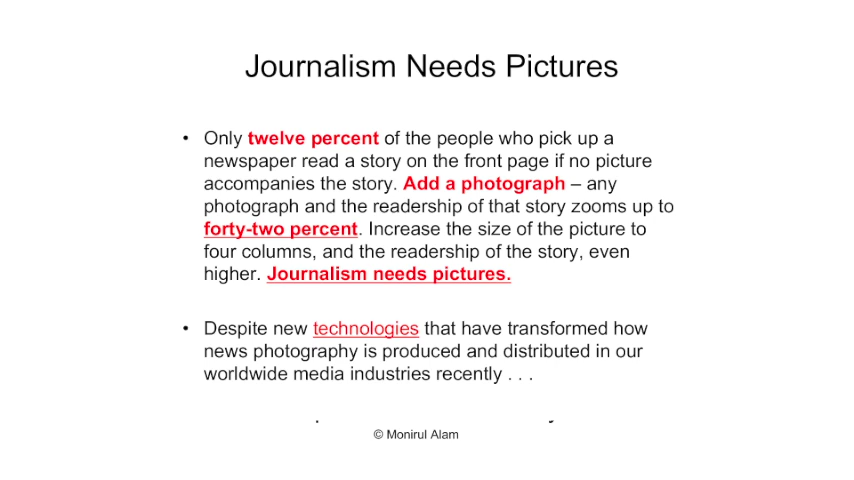 Journalism Needs Pictures
• Only twelve percent of the people who pick up a
newspaper read a story on the front page if no picture
accompanies the story. Add a photograph – any
photograph and the readership of that story zooms up to
forty-two percent. Increase the size of the picture to
four columns, and the readership of the story, even
higher. Journalism needs pictures.
• Despite new technologies that have transformed how
news photography is produced and distributed in our
worldwide media industries recently . . .
© Monirul Alam